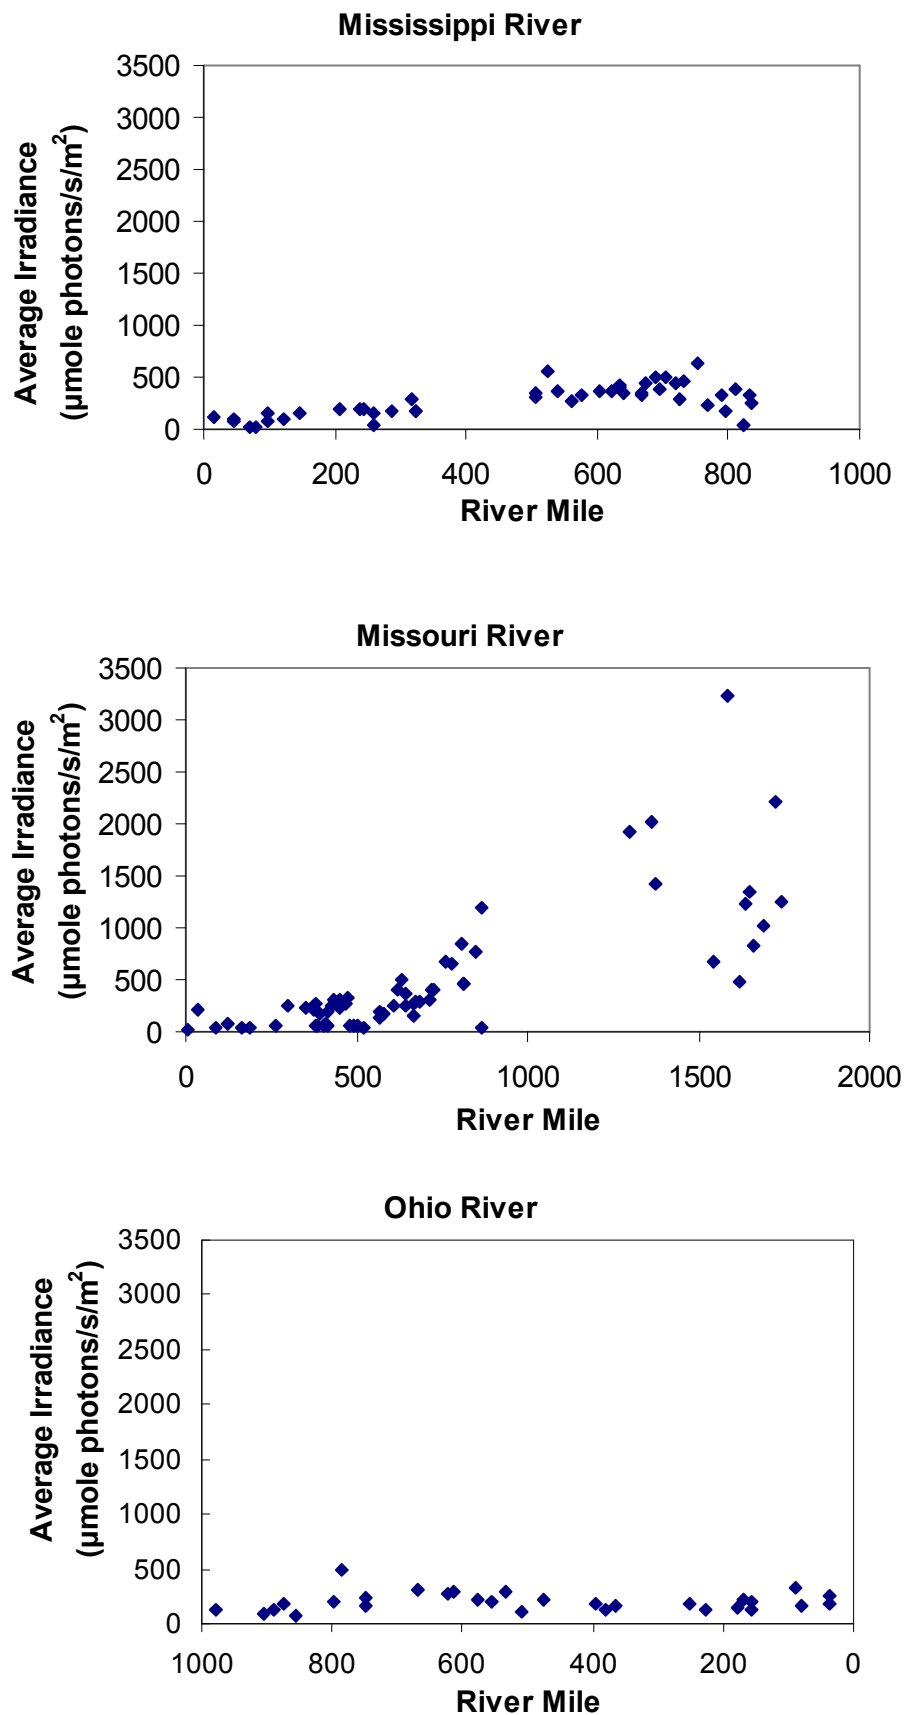 Mississippi River
3500
3000
2500
2000
1500
1000
500
0
0 200 400 600 800 1000
River Mile
Average Irradiance
(µmole photons/s/m²)
Missouri River
3500
3000
2500
2000
1500
1000
500
0
0 500 1000 1500 2000
River Mile
Average Irradiance
(µmole photons/s/m²)
Ohio River
3500
3000
2500
2000
1500
1000
500
0
1000 800 600 400 200 0
River Mile
Average Irradiance
(µmole photons/s/m²)